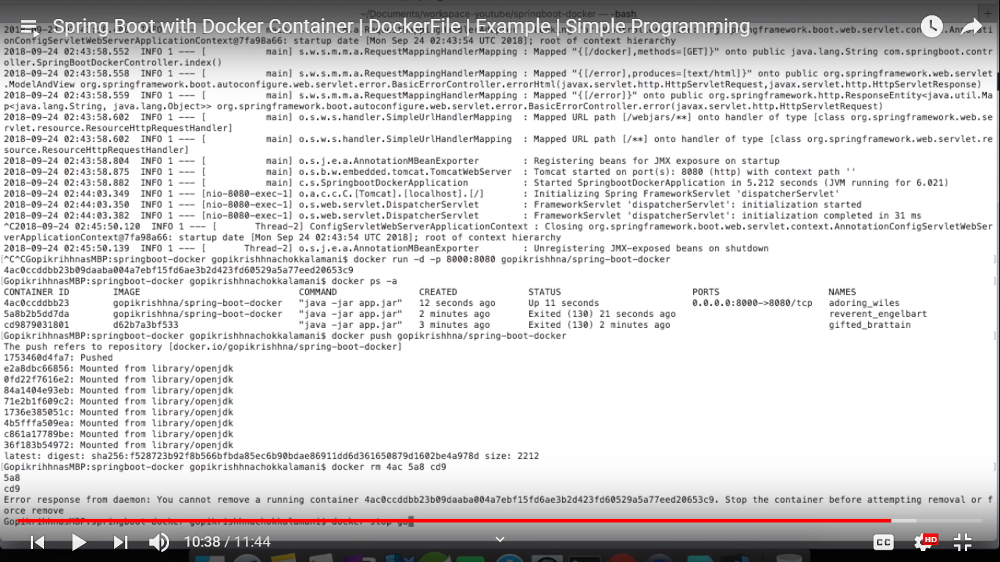 ~/Documents/workspace-youtube/springboot-docker — -bash
Spring Boot with Docker Container | DockerFile | Example | Simple Programming
onConfigServletWebServerApplicationContext@7fa98a66: startup date [Mon Sep 24 02:43:54 UTC 2018]; root of context hierarchy
2018-09-24 02:43:58.552  INFO 1 --- [           main] s.w.s.m.m.a.RequestMappingHandlerMapping : Mapped "{[/docker],methods=[GET]}" onto public java.lang.String com.springboot.contr
oller.SpringBootDockerController.index()
2018-09-24 02:43:58.558  INFO 1 --- [           main] s.w.s.m.m.a.RequestMappingHandlerMapping : Mapped "{[/error],produces=[text/html]}" onto public org.springframework.web.servlet
.ModelAndView org.springframework.boot.autoconfigure.web.servlet.error.BasicErrorController.errorHtml(javax.servlet.http.HttpServletRequest,javax.servlet.http.HttpServletResponse)
2018-09-24 02:43:58.559  INFO 1 --- [           main] s.w.s.m.m.a.RequestMappingHandlerMapping : Mapped "{[/error]}" onto public org.springframework.http.ResponseEntity<java.util.Ma
p<java.lang.String, java.lang.Object>> org.springframework.boot.autoconfigure.web.servlet.error.BasicErrorController.error(javax.servlet.http.HttpServletRequest)
2018-09-24 02:43:58.602  INFO 1 --- [           main] o.s.w.s.handler.SimpleUrlHandlerMapping  : Mapped URL path [/webjars/**] onto handler of type [class org.springframework.web.se
rvlet.resource.ResourceHttpRequestHandler]
2018-09-24 02:43:58.602  INFO 1 --- [           main] o.s.w.s.handler.SimpleUrlHandlerMapping  : Mapped URL path [/**] onto handler of type [class org.springframework.web.servlet.re
source.ResourceHttpRequestHandler]
2018-09-24 02:43:58.804  INFO 1 --- [           main] o.s.j.e.a.AnnotationMBeanExporter        : Registering beans for JMX exposure on startup
2018-09-24 02:43:58.875  INFO 1 --- [           main] o.s.b.w.embedded.tomcat.TomcatWebServer  : Tomcat started on port(s): 8080 (http) with context path ''
2018-09-24 02:43:58.882  INFO 1 --- [           main] c.s.SpringbootDockerApplication          : Started SpringbootDockerApplication in 5.212 seconds (JVM running for 6.021)
2018-09-24 02:44:03.349  INFO 1 --- [nio-8080-exec-1] o.a.c.c.C.[Tomcat].[localhost].[/]       : Initializing Spring FrameworkServlet 'dispatcherServlet'
2018-09-24 02:44:03.350  INFO 1 --- [nio-8080-exec-1] o.s.web.servlet.DispatcherServlet        : FrameworkServlet 'dispatcherServlet': initialization started
2018-09-24 02:44:03.382  INFO 1 --- [nio-8080-exec-1] o.s.web.servlet.DispatcherServlet        : FrameworkServlet 'dispatcherServlet': initialization completed in 31 ms
^C2018-09-24 02:45:50.120  INFO 1 --- [       Thread-2] ConfigServletWebServerApplicationContext : Closing org.springframework.boot.web.servlet.context.AnnotationConfigServletWebSer
verApplicationContext@7fa98a66: startup date [Mon Sep 24 02:43:54 UTC 2018]; root of context hierarchy
2018-09-24 02:45:50.139  INFO 1 --- [       Thread-2] o.s.j.e.a.AnnotationMBeanExporter        : Unregistering JMX-exposed beans on shutdown
[^C^CGopikrihhnasMBP:springboot-docker gopikrishhnachokkalamani$ docker run -d -p 8000:8080 gopikrishhna/spring-boot-docker ]
4ac0ccddbb23b09daaba004a7ebf15fd6ae3b2d423fd60529a5a77eed20653c9
[GopikrihhnasMBP:springboot-docker gopikrishhnachokkalamani$ docker ps -a ]
CONTAINER ID        IMAGE                             COMMAND               CREATED             STATUS                        PORTS                    NAMES
4ac0ccddbb23        gopikrishhna/spring-boot-docker   "java -jar app.jar"   12 seconds ago      Up 11 seconds                 0.0.0.0:8000->8080/tcp   adoring_wiles
5a8b2b5dd7da        gopikrishhna/spring-boot-docker   "java -jar app.jar"   2 minutes ago       Exited (130) 21 seconds ago                            reverent_engelbart
cd9879031801        d62b7a3bf533                      "java -jar app.jar"   3 minutes ago       Exited (130) 2 minutes ago                             gifted_brattain
[GopikrihhnasMBP:springboot-docker gopikrishhnachokkalamani$ docker push gopikrishhna/spring-boot-docker ]
The push refers to repository [docker.io/gopikrishhna/spring-boot-docker]
1753460d4fa7: Pushed
e2a8dbc66856: Mounted from library/openjdk
0fd22f7616e2: Mounted from library/openjdk
84a1404e93eb: Mounted from library/openjdk
71e2b1f609c2: Mounted from library/openjdk
1736e385051c: Mounted from library/openjdk
4b5fffa509ea: Mounted from library/openjdk
c861a17789be: Mounted from library/openjdk
36f183b54972: Mounted from library/openjdk
latest: digest: sha256:f528723b92f8b566bfbda85ec6b90bdae86911dd6d361650d1602be4a978d size: 2212
[GopikrihhnasMBP:springboot-docker gopikrishhnachokkalamani$ docker rm 4ac 5a8 cd9 ]
5a8
cd9
Error response from daemon: You cannot remove a running container 4ac0ccddbb23b09daaba004a7ebf15fd6ae3b2d423fd60529a5a77eed20653c9. Stop the container before attempting removal or f
orce remove
GopikrihhnasMBP:springboot-docker gopikrishhnachokkalamani$ docker stop go
10:38 / 11:44
CC
HD